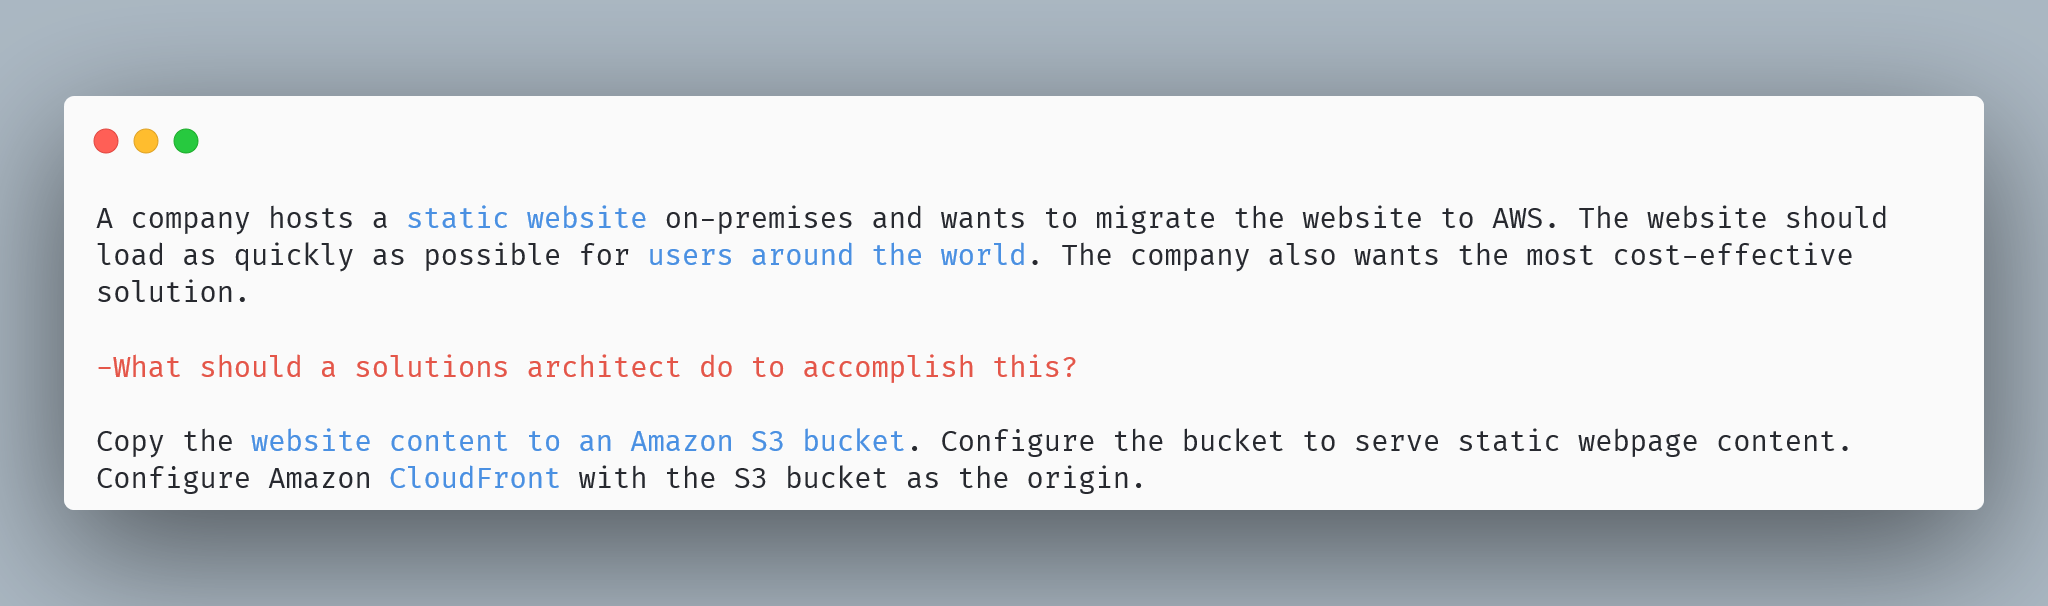 A company hosts a static website on-premises and wants to migrate the website to AWS. The website should
load as quickly as possible for users around the world. The company also wants the most cost-effective
solution.
-What should a solutions architect do to accomplish this?
Copy the website content to an Amazon S3 bucket. Configure the bucket to serve static webpage content.
Configure Amazon CloudFront with the S3 bucket as the origin.